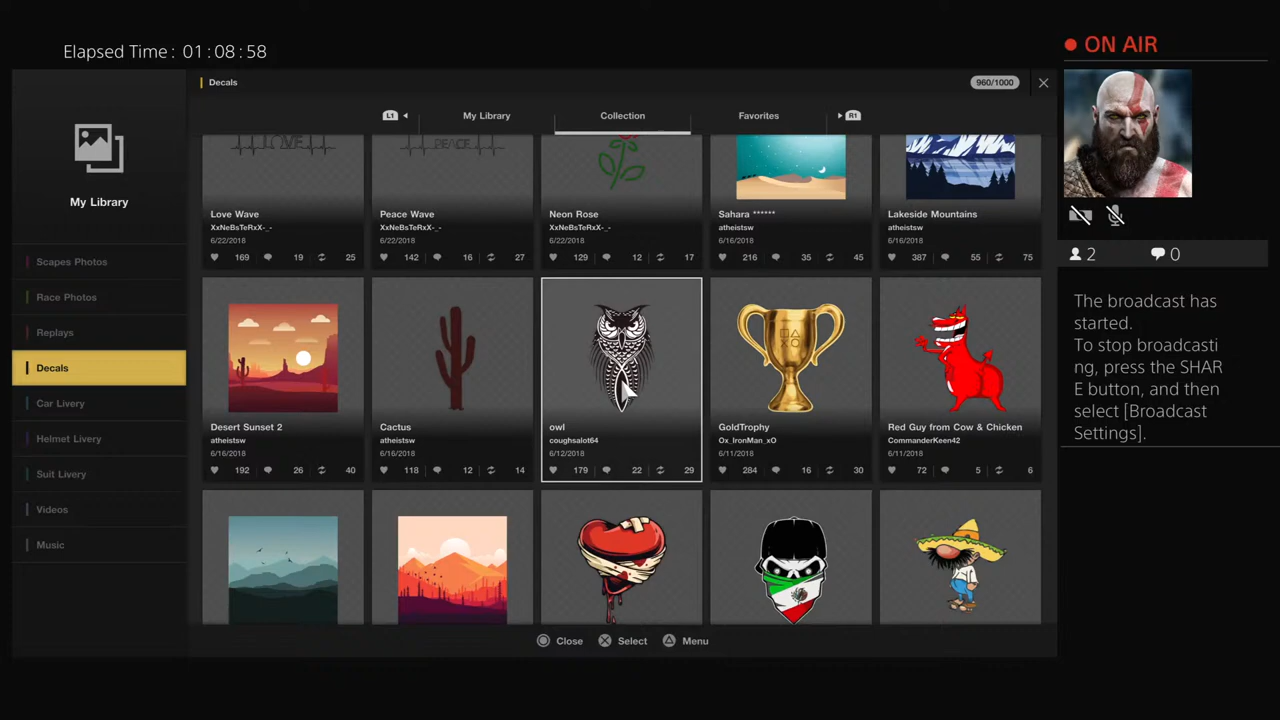 Elapsed Time : 01 : 08 : 58
ON AIR
Decals
960/1000
L1
My Library
Collection
Favorites
R1
My Library
Scapes Photos
Race Photos
Replays
Decals
Car Livery
Helmet Livery
Suit Livery
Videos
Music
LOVE
PEACE
Love Wave
XxNeBsTeRxX-_-
6/22/2018
169 19 25
Peace Wave
XxNeBsTeRxX-_-
6/22/2018
142 16 27
Neon Rose
XxNeBsTeRxX-_-
6/22/2018
129 12 17
Sahara ******
atheistsw
6/16/2018
216 35 45
Lakeside Mountains
atheistsw
6/16/2018
387 55 75
Desert Sunset 2
atheistsw
6/16/2018
192 26 40
Cactus
atheistsw
6/16/2018
118 12 14
owl
coughsalot64
6/12/2018
179 22 29
GoldTrophy
Ox_IronMan_xO
6/11/2018
284 16 30
Red Guy from Cow & Chicken
CommanderKeen42
6/11/2018
72 5 6
Close
Select
Menu
2
0
The broadcast has
started.
To stop broadcasti
ng, press the SHAR
E button, and then
select [Broadcast
Settings].